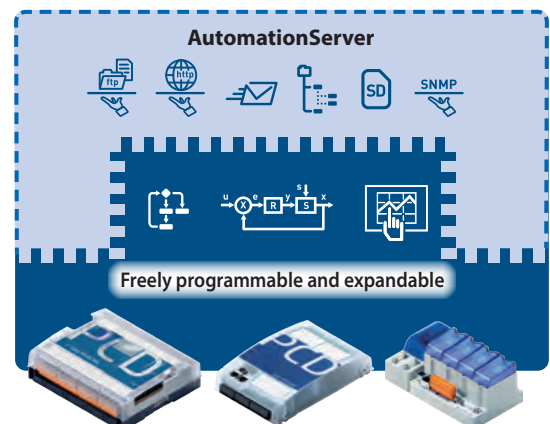 AutomationServer
ftp
http
SD
SNMP
u e y s x
X R S
Freely programmable and expandable
PCD
PCD